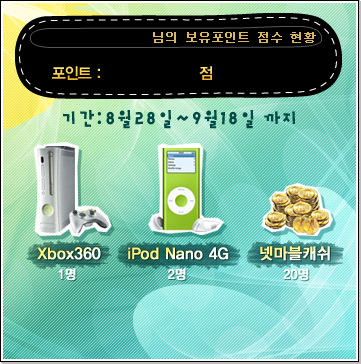 님의 보유포인트 점수 현황
포인트 : 점
기간:8월28일~9월18일 까지
Xbox360 iPod Nano 4G 넷마블캐쉬
1명 2명 20명